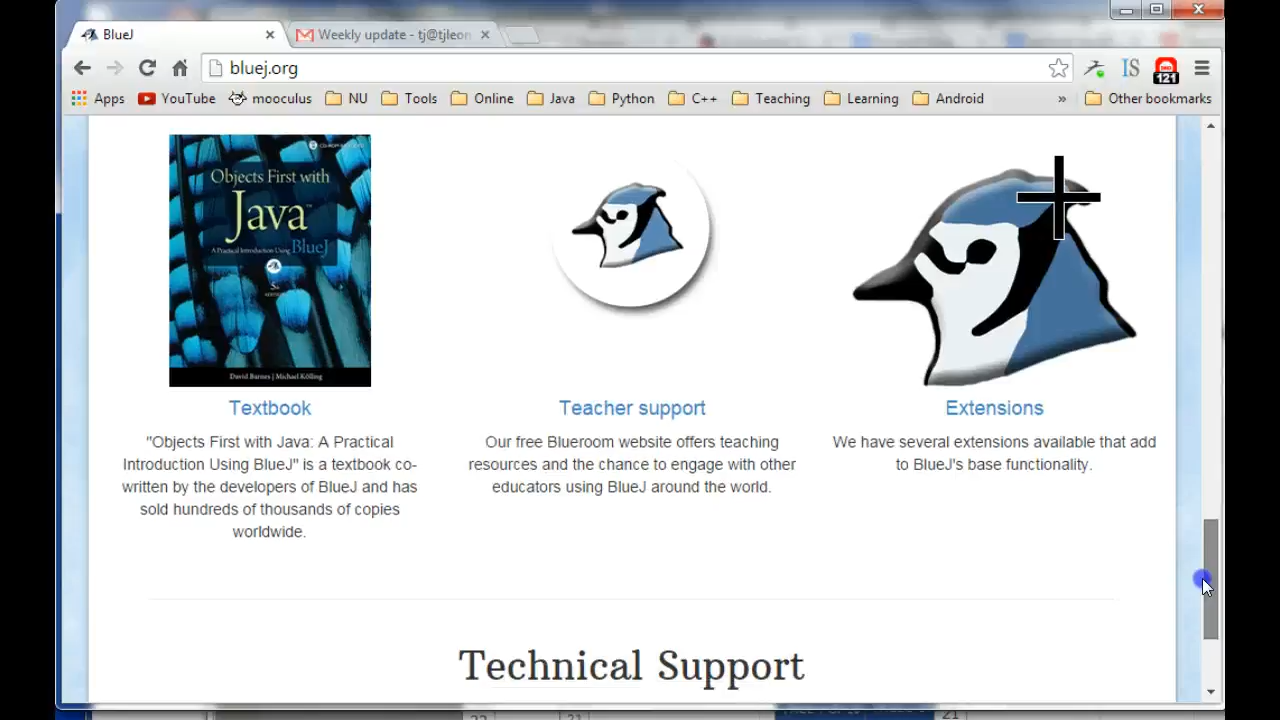 BlueJ
Weekly update - tj@tjleon
bluej.org
IS
121
Apps
YouTube
mooculus
NU
Tools
Online
Java
Python
C++
Teaching
Learning
Android
»
Other bookmarks
Objects First with
Java™
A Practical Introduction Using BlueJ
David Barnes | Michael Kölling
Textbook
"Objects First with Java: A Practical
Introduction Using BlueJ" is a textbook co-
written by the developers of BlueJ and has
sold hundreds of thousands of copies
worldwide.
Teacher support
Our free Blueroom website offers teaching
resources and the chance to engage with other
educators using BlueJ around the world.
Extensions
We have several extensions available that add
to BlueJ's base functionality.
Technical Support
21